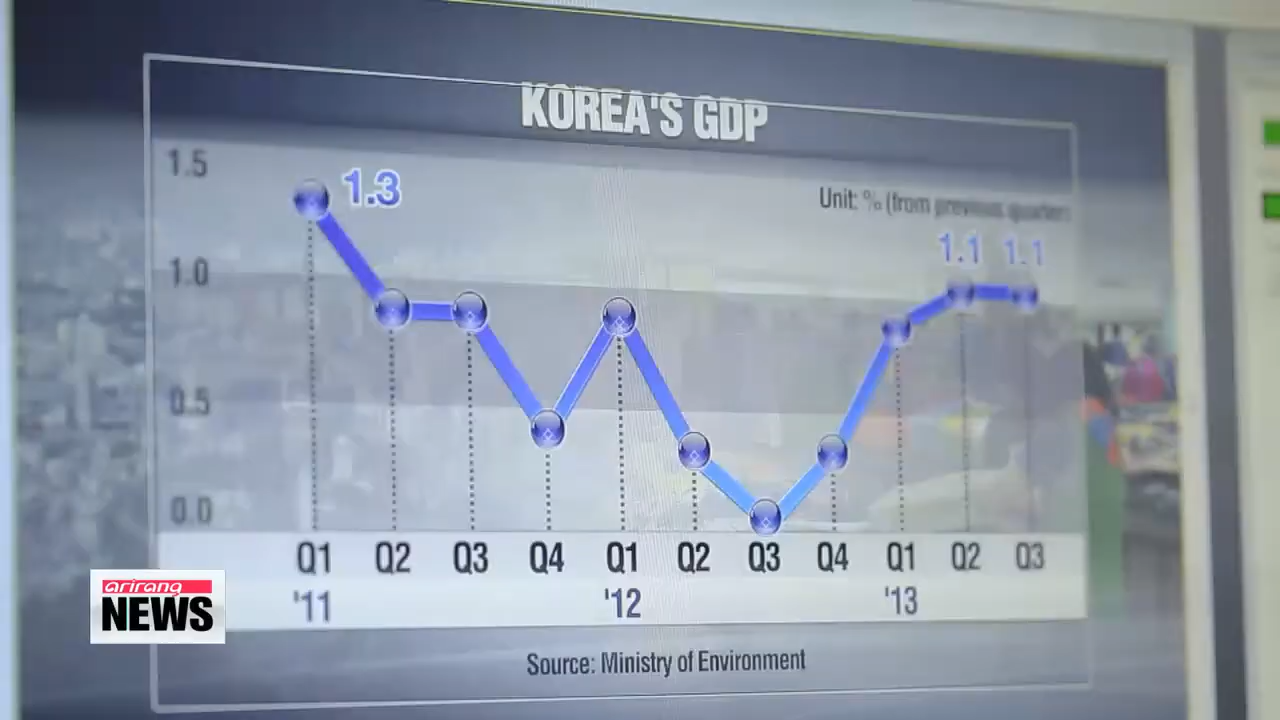 KOREA'S GDP
1.5
1.3
Unit: % (from previous quarter)
1.1 1.1
1.0
0.5
0.0
Q1 Q2 Q3 Q4 Q1 Q2 Q3 Q4 Q1 Q2 Q3
'11 '12 '13
arirang
NEWS
Source: Ministry of Environment